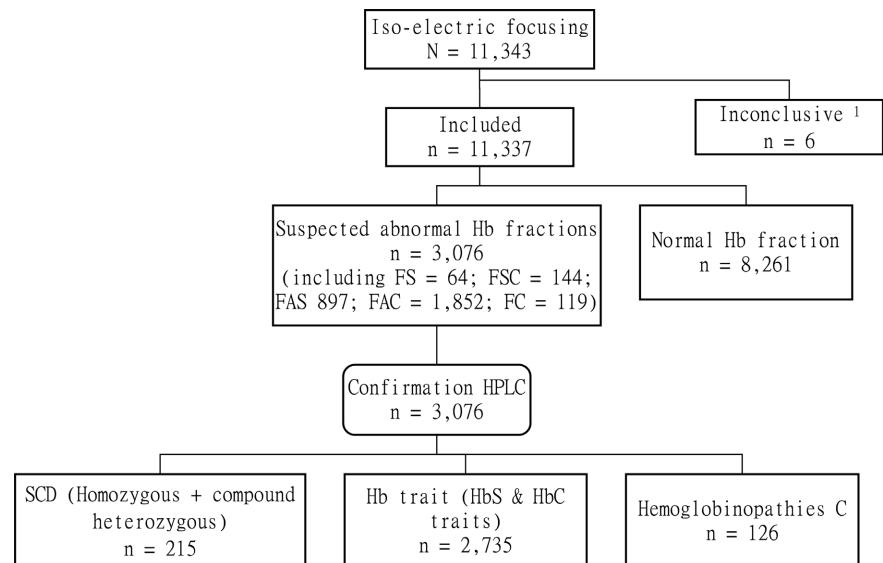 Iso-electric focusing
N = 11,343
Included
n = 11,337
Inconclusive ¹
n = 6
Suspected abnormal Hb fractions
n = 3,076
(including FS = 64; FSC = 144;
FAS 897; FAC = 1,852; FC = 119)
Normal Hb fraction
n = 8,261
Confirmation HPLC
n = 3,076
SCD (Homozygous + compound
heterozygous)
n = 215
Hb trait (HbS & HbC
traits)
n = 2,735
Hemoglobinopathies C
n = 126